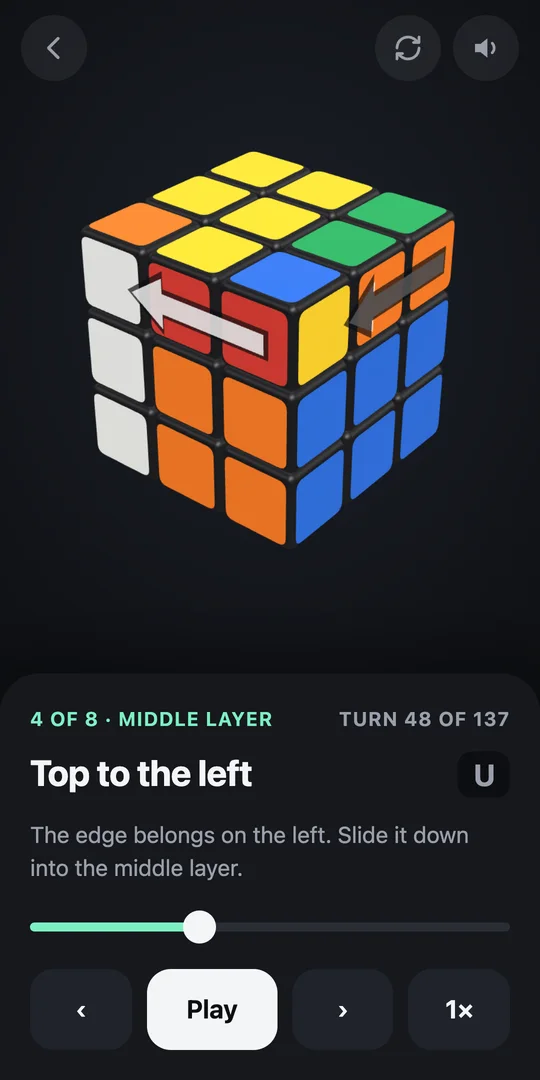 4 OF 8 · MIDDLE LAYER
TURN 48 OF 137
Top to the left
U
The edge belongs on the left. Slide it down
into the middle layer.
‹
Play
›
1×